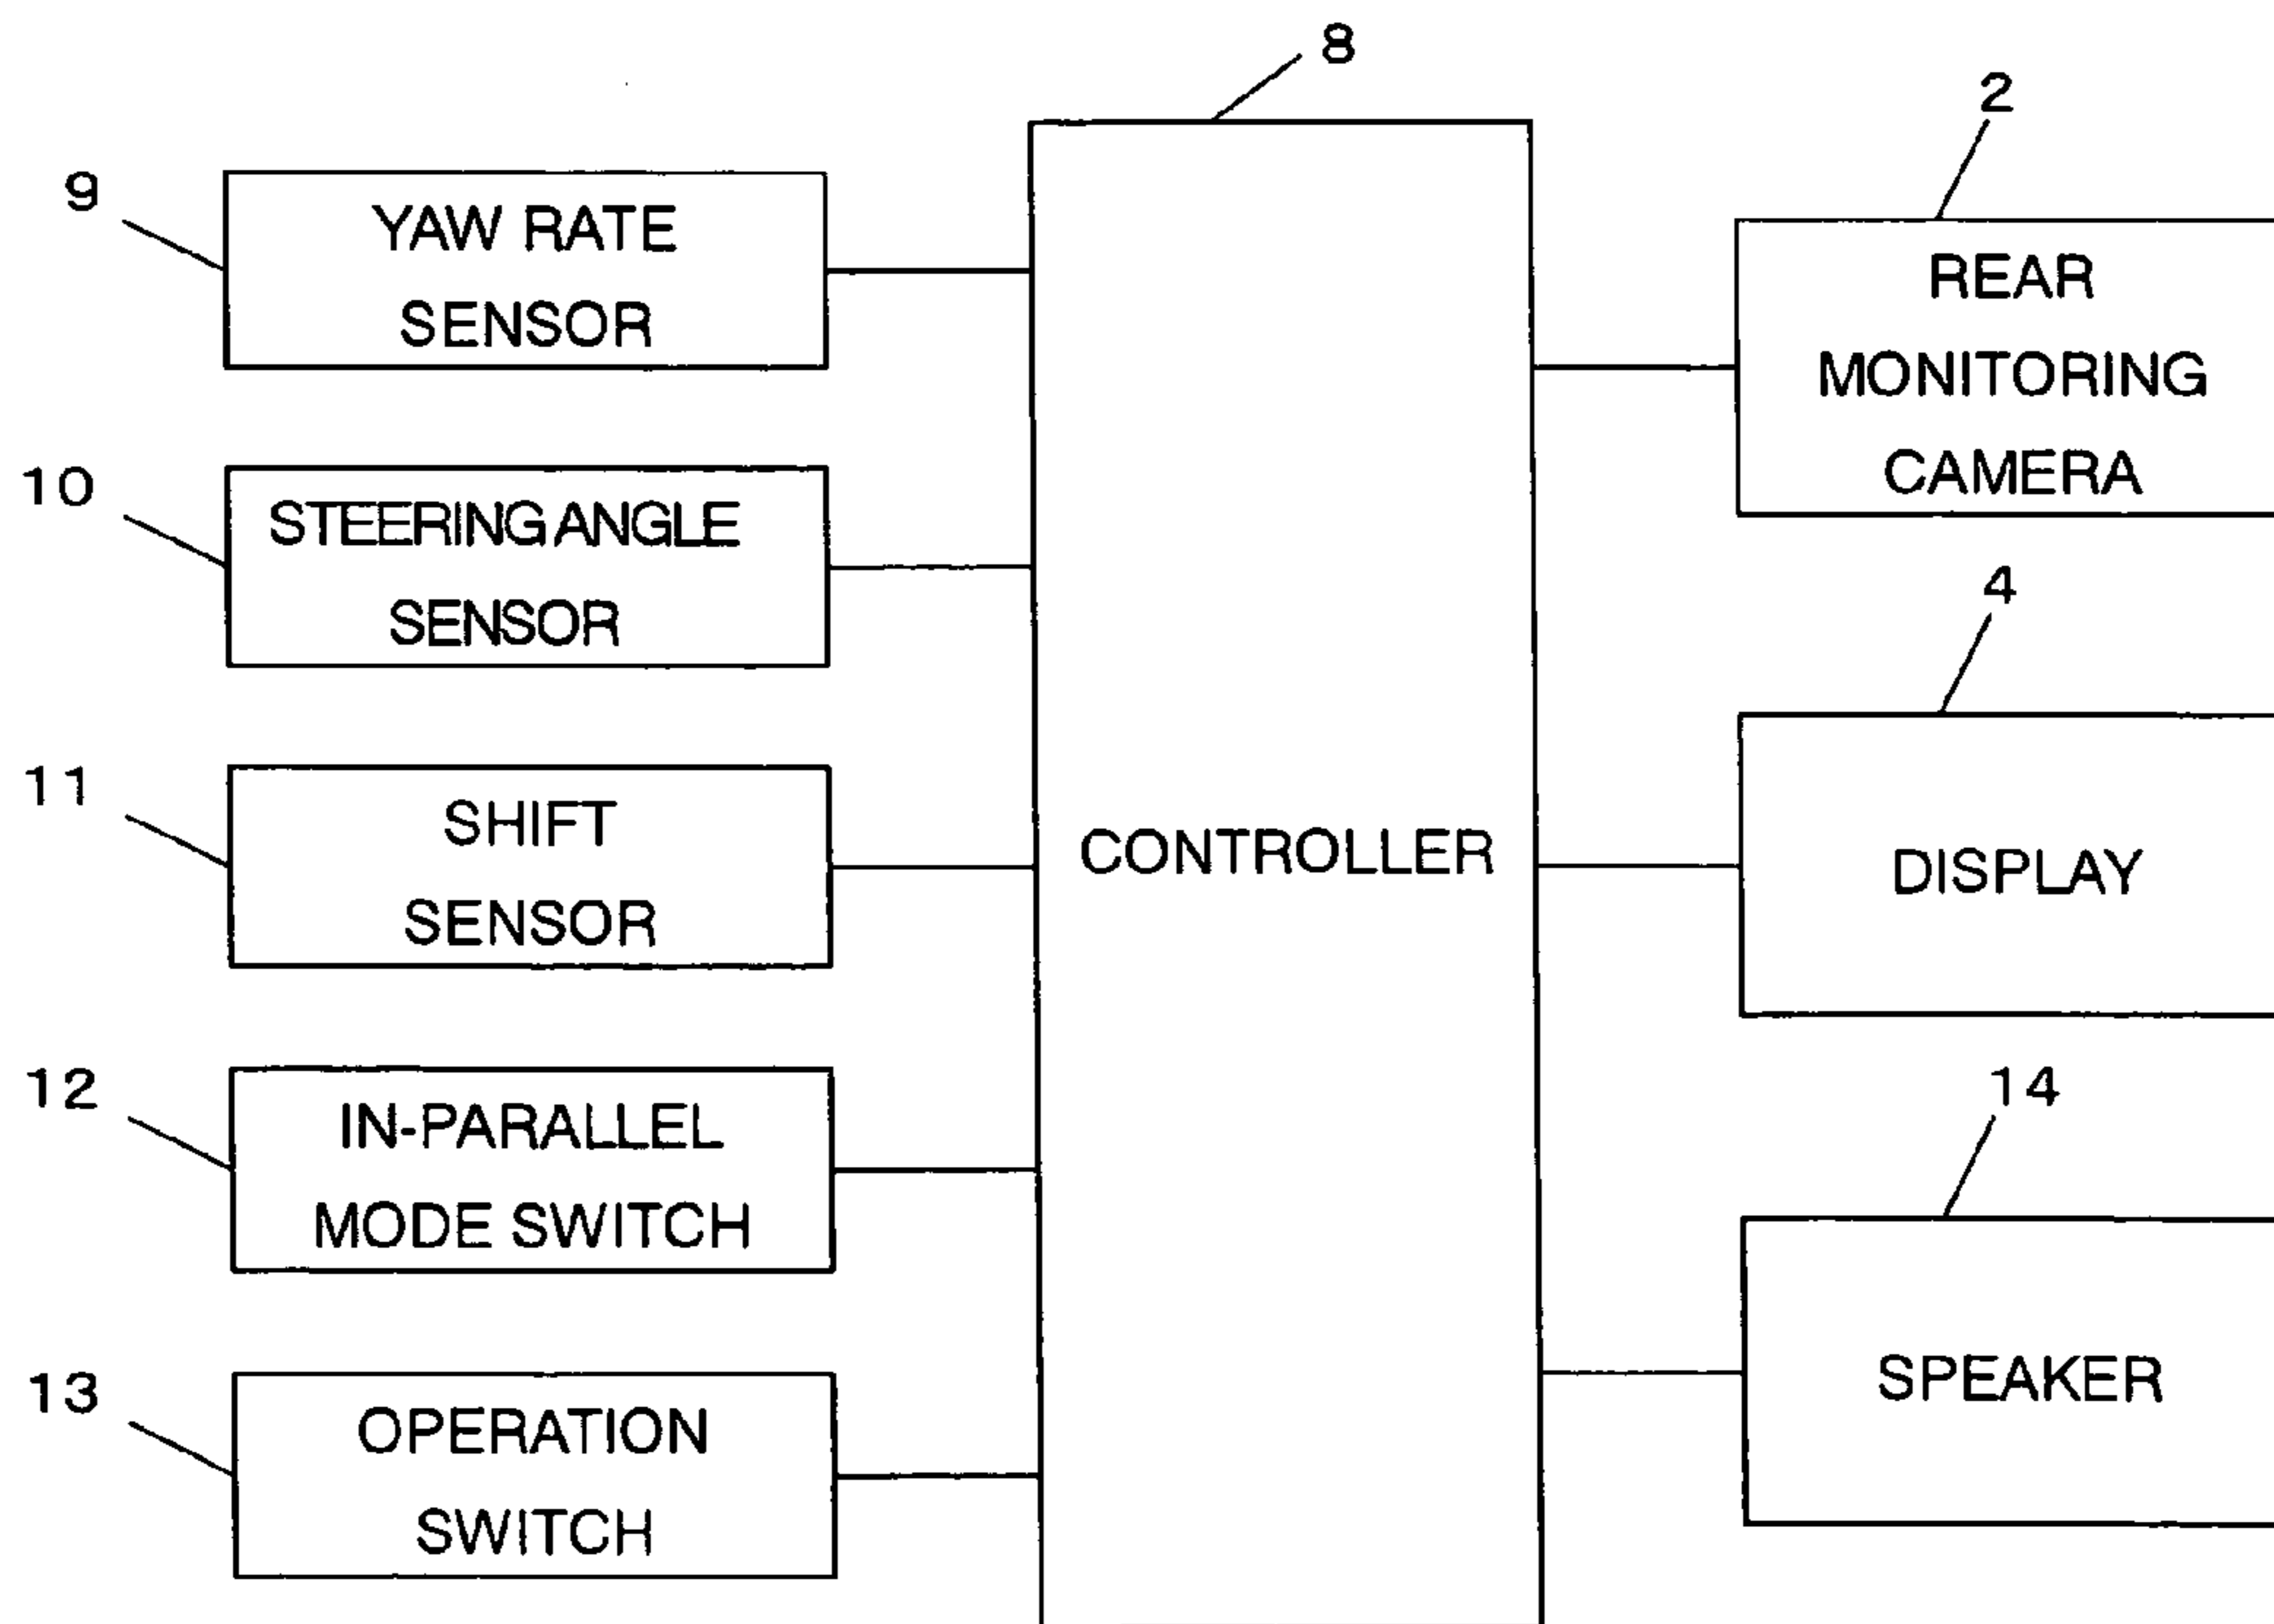 8
2
9
YAW RATE
SENSOR
REAR
MONITORING
CAMERA
10
STEERING ANGLE
SENSOR
4
11
SHIFT
SENSOR
CONTROLLER
DISPLAY
12
IN-PARALLEL
MODE SWITCH
14
13
OPERATION
SWITCH
SPEAKER